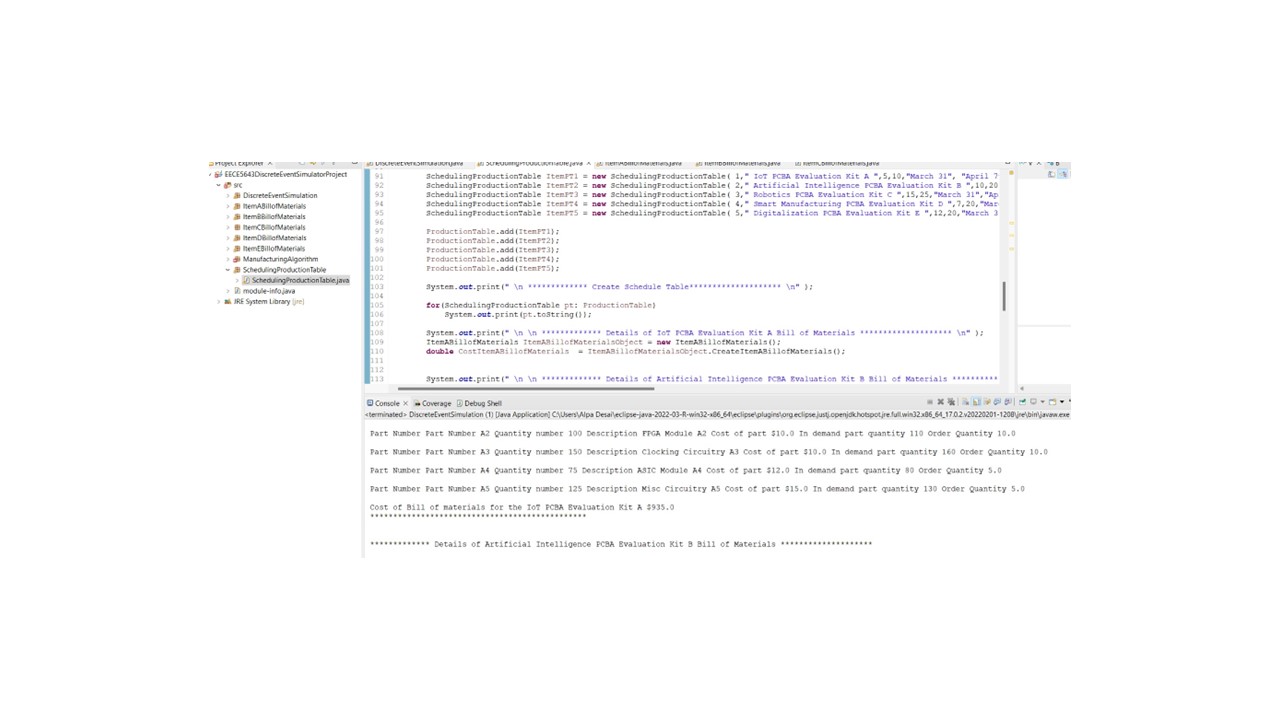 Project Explorer
EECE5643DiscreteEventSimulatorProject
src
DiscreteEventSimulation
ItemABillofMaterials
ItemBBillofMaterials
ItemCBillofMaterials
ItemDBillofMaterials
ItemEBillofMaterials
ManufacturingAlgorithm
SchedulingProductionTable
SchedulingProductionTable.java
module-info.java
JRE System Library [jre]
DiscreteEventSimulation.java SchedulingProductionTable.java ItemABillofMaterials.java ItemBBillofMaterials.java ItemCBillofMaterials.java
91 SchedulingProductionTable ItemPT1 = new SchedulingProductionTable( 1," IoT PCBA Evaluation Kit A ",5,10,"March 31", "April 7
92 SchedulingProductionTable ItemPT2 = new SchedulingProductionTable( 2," Artificial Intelligence PCBA Evaluation Kit B ",10,20
93 SchedulingProductionTable ItemPT3 = new SchedulingProductionTable( 3," Robotics PCBA Evaluation Kit C ",15,25,"March 31","Ap
94 SchedulingProductionTable ItemPT4 = new SchedulingProductionTable( 4," Smart Manufacturing PCBA Evaluation Kit D ",7,20,"Mar
95 SchedulingProductionTable ItemPT5 = new SchedulingProductionTable( 5," Digitalization PCBA Evaluation Kit E ",12,20,"March 3
96
97 ProductionTable.add(ItemPT1);
98 ProductionTable.add(ItemPT2);
99 ProductionTable.add(ItemPT3);
100 ProductionTable.add(ItemPT4);
101 ProductionTable.add(ItemPT5);
102
103 System.out.print(" \n ************* Create Schedule Table******************** \n" );
104
105 for(SchedulingProductionTable pt: ProductionTable)
106 System.out.print(pt.toString());
107
108 System.out.print(" \n \n ************* Details of IoT PCBA Evaluation Kit A Bill of Materials ******************** \n" );
109 ItemABillofMaterials ItemABillofMaterialsObject = new ItemABillofMaterials();
110 double CostItemABillofMaterials = ItemABillofMaterialsObject.CreateItemABillofMaterials();
111
112
113 System.out.print(" \n \n ************* Details of Artificial Intelligence PCBA Evaluation Kit B Bill of Materials **********
Console Coverage Debug Shell
<terminated> DiscreteEventSimulation (1) [Java Application] C:\Users\Alpa Desai\eclipse-java-2022-03-R-win32-x86_64\eclipse\plugins\org.eclipse.justj.openjdk.hotspot.jre.full.win32.x86_64_17.0.2.v20220201-1208\jre\bin\javaw.exe
Part Number Part Number A2 Quantity number 100 Description FPGA Module A2 Cost of part $10.0 In demand part quantity 110 Order Quantity 10.0
Part Number Part Number A3 Quantity number 150 Description Clocking Circuitry A3 Cost of part $10.0 In demand part quantity 160 Order Quantity 10.0
Part Number Part Number A4 Quantity number 75 Description ASIC Module A4 Cost of part $12.0 In demand part quantity 80 Order Quantity 5.0
Part Number Part Number A5 Quantity number 125 Description Misc Circuitry A5 Cost of part $15.0 In demand part quantity 130 Order Quantity 5.0
Cost of Bill of materials for the IoT PCBA Evaluation Kit A $935.0
***********************************************
************* Details of Artificial Intelligence PCBA Evaluation Kit B Bill of Materials ********************